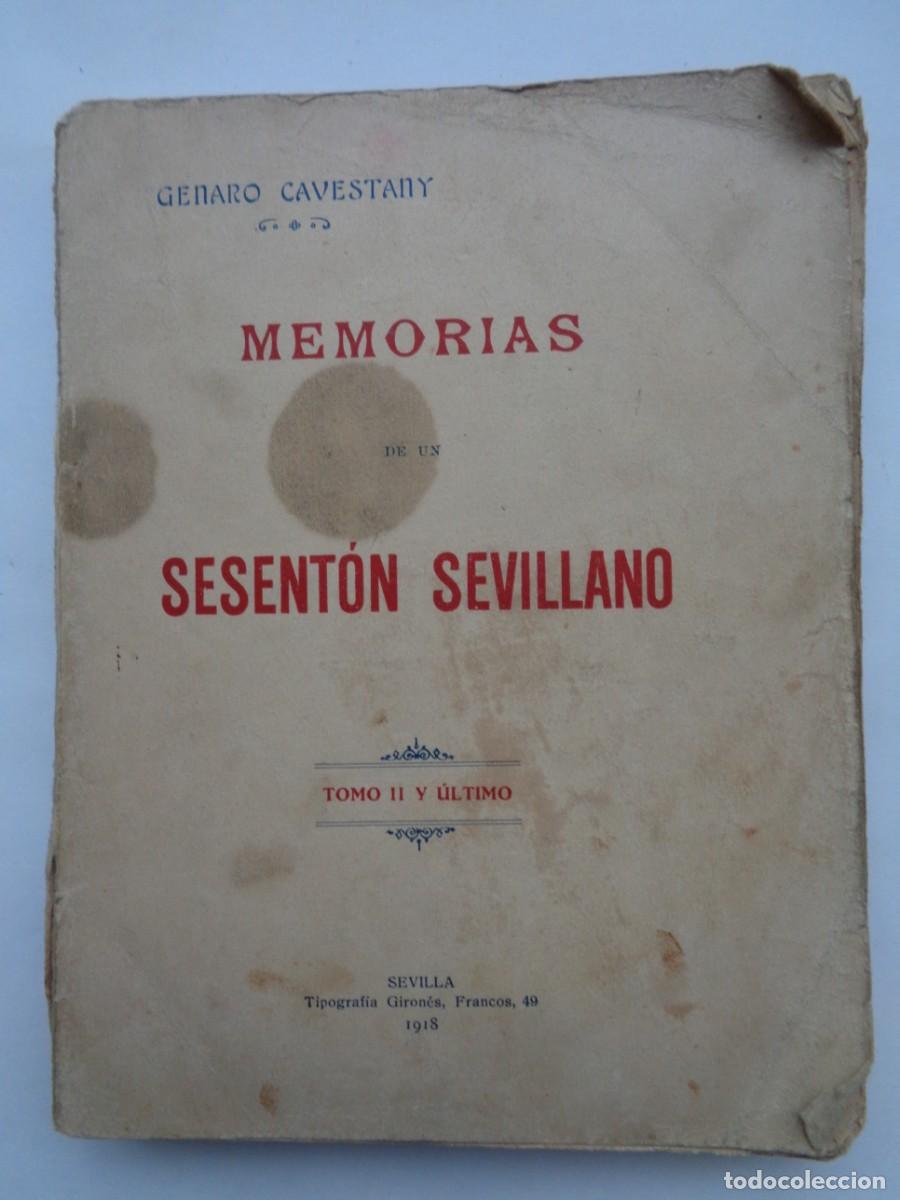 GENARO CAVESTANY
MEMORIAS
DE UN
SESENTÓN SEVILLANO
TOMO II Y ÚLTIMO
SEVILLA
Tipografía Gironés, Francos, 49
1918
todocoleccion